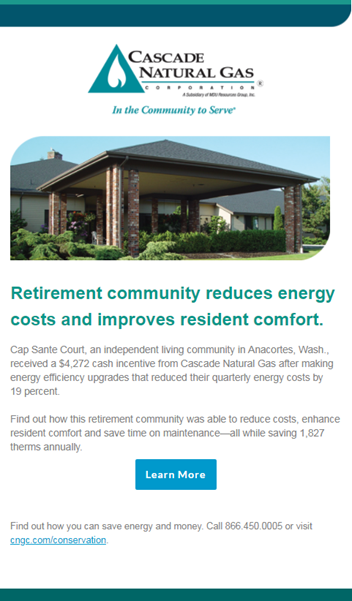 CASCADE
NATURAL GAS
CORPORATION ®
A Subsidiary of MDU Resources Group, Inc.
In the Community to Serve®
Retirement community reduces energy
costs and improves resident comfort.
Cap Sante Court, an independent living community in Anacortes, Wash.,
received a $4,272 cash incentive from Cascade Natural Gas after making
energy efficiency upgrades that reduced their quarterly energy costs by
19 percent.
Find out how this retirement community was able to reduce costs, enhance
resident comfort and save time on maintenance—all while saving 1,827
therms annually.
Learn More
Find out how you can save energy and money. Call 866.450.0005 or visit
cngc.com/conservation.